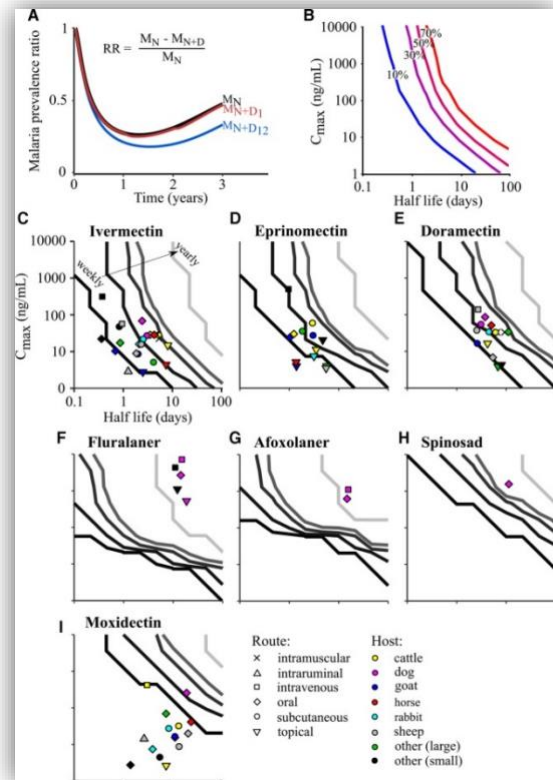 A
RR = M_N - M_N+D
M_N
Malaria prevalence ratio
1
0.5
0
0 1 2 3
Time (years)
M_N
M_N+D1
M_N+D12
B
C_max (ng/mL)
10000
1000
100
10
1
0.1 1 10 100
Half life (days)
10%
30%
50%
70%
C Ivermectin
C_max (ng/mL)
10000
1000
100
10
0
0.1 1 10 100
Half life (days)
weekly
yearly
D Eprinomectin
E Doramectin
F Fluralaner
G Afoxolaner
H Spinosad
I Moxidectin
Route:
intramuscular
intraruminal
intravenous
oral
subcutaneous
topical
Host:
cattle
dog
goat
horse
rabbit
sheep
other (large)
other (small)